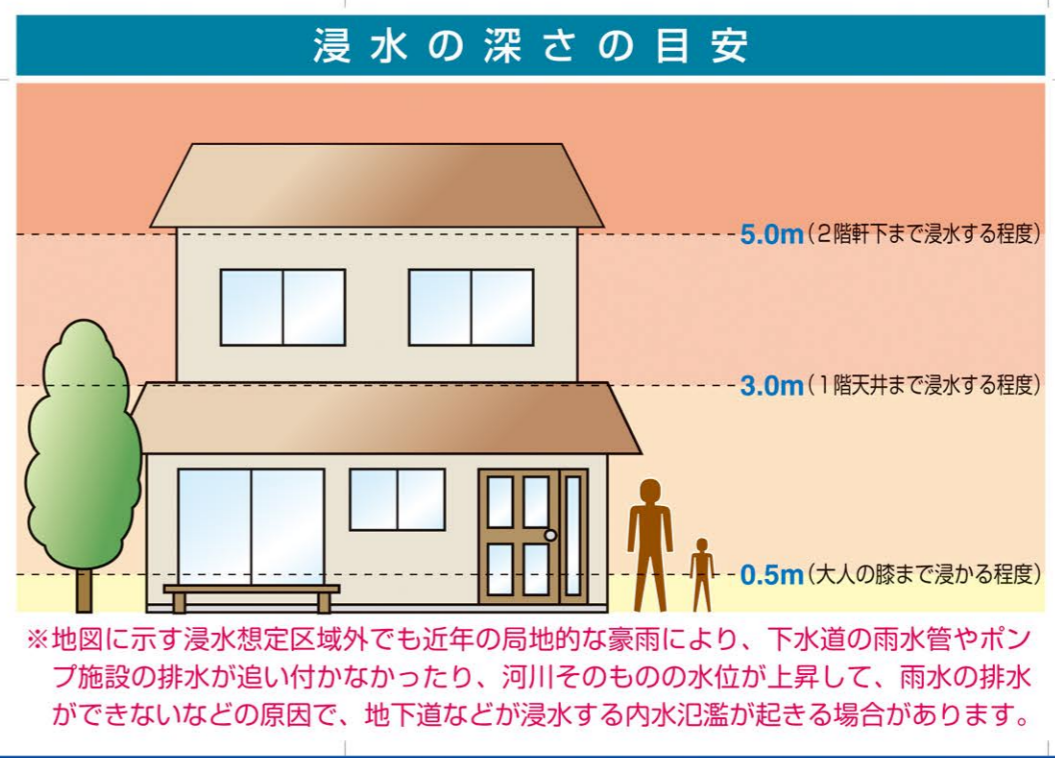 浸水の深さの目安
5.0m(2階軒下まで浸水する程度)
3.0m(1階天井まで浸水する程度)
0.5m(大人の膝まで浸かる程度)
※地図に示す浸水想定区域外でも近年の局地的な豪雨により、下水道の雨水管やポン
プ施設の排水が追い付かなかったり、河川そのものの水位が上昇して、雨水の排水
ができないなどの原因で、地下道などが浸水する内水氾濫が起きる場合があります。